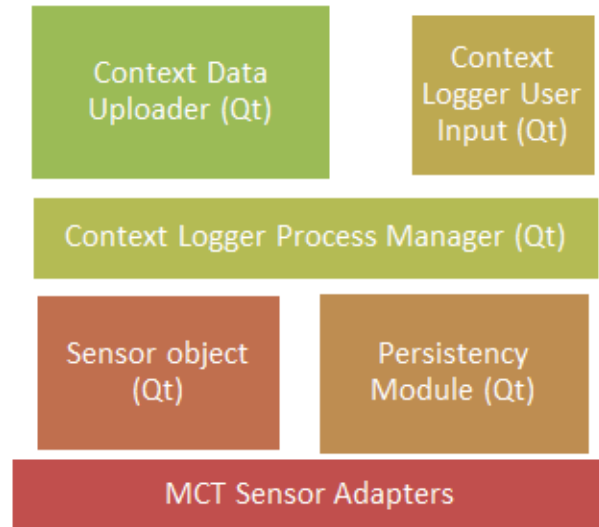 Context Data
Uploader (Qt)
Context
Logger User
Input (Qt)
Context Logger Process Manager (Qt)
Sensor object
(Qt)
Persistency
Module (Qt)
MCT Sensor Adapters